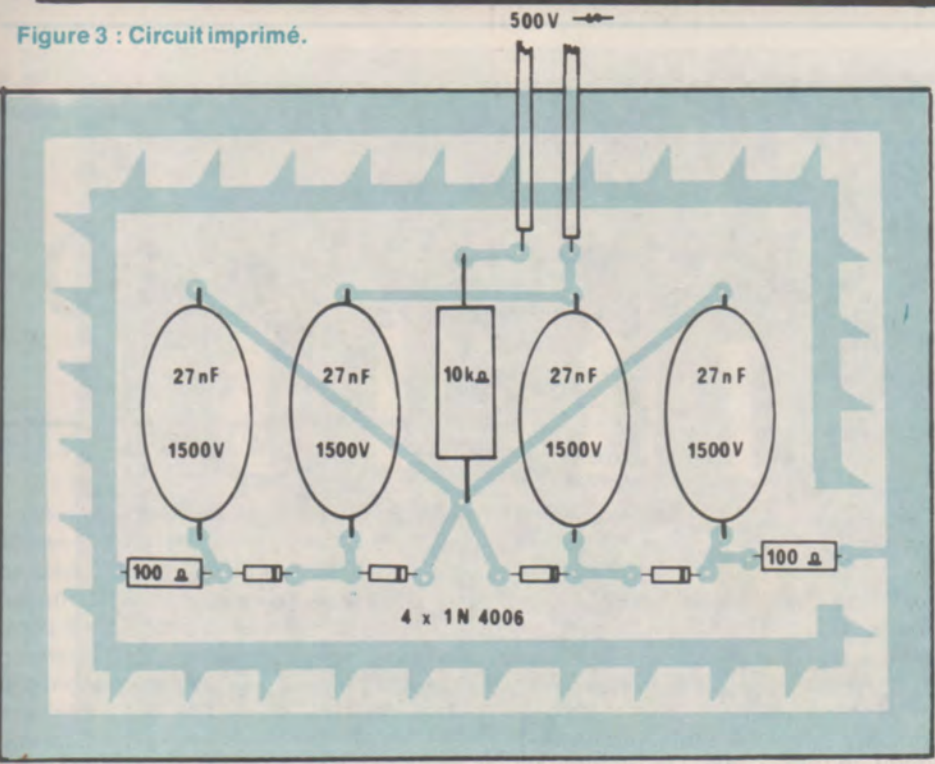 500V
Figure 3 : Circuit imprimé.
27nF
27nF
10kΩ
27nF
27nF
1500V
1500V
1500V
1500V
100 Ω
100 Ω
4 x 1N 4006